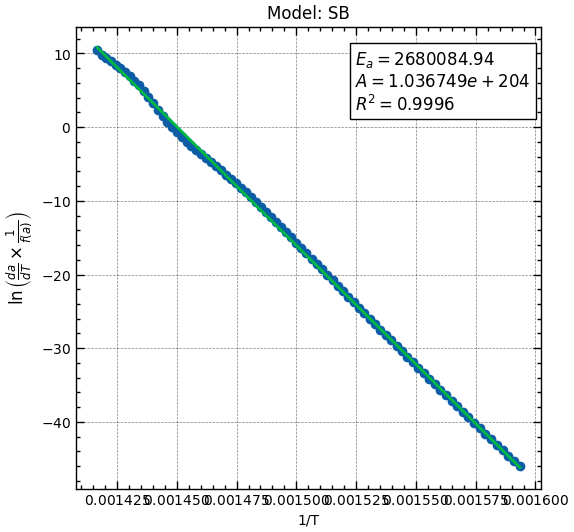 Model: SB
E_a = 2680084.94
A = 1.036749e + 204
R^2 = 0.9996
10
0
−10
−20
−30
−40
ln(da/dT × 1/f(a))
0.001425 0.001450 0.001475 0.001500 0.001525 0.001550 0.001575 0.001600
1/T